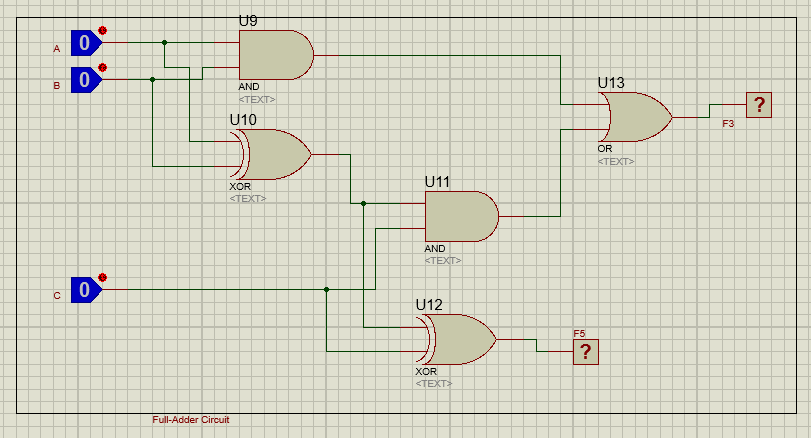 U9
A
0
B
0
AND
<TEXT>
U13
?
F3
OR
<TEXT>
U10
XOR
<TEXT>
U11
AND
<TEXT>
C
0
U12
F5
?
XOR
<TEXT>
Full-Adder Circuit